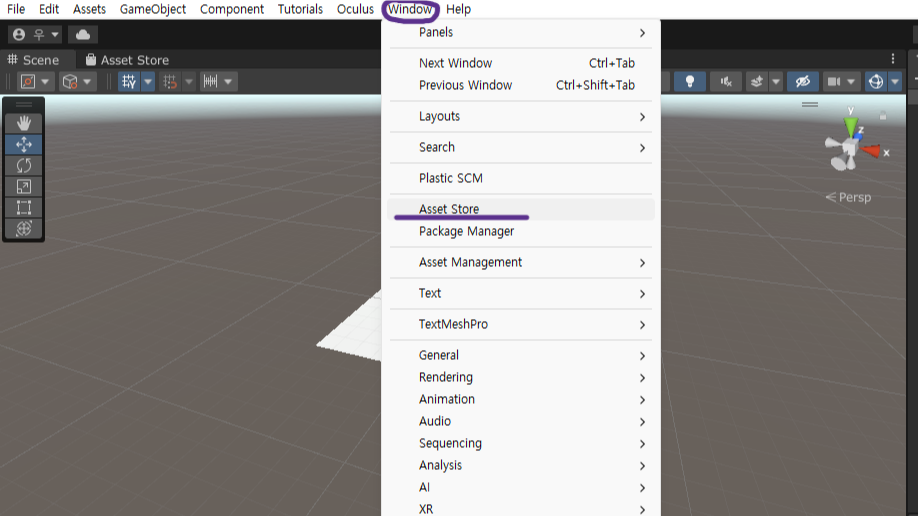 File Edit Assets GameObject Component Tutorials Oculus Window Help
우
Scene Asset Store
Panels
Next Window Ctrl+Tab
Previous Window Ctrl+Shift+Tab
Layouts
Search
Plastic SCM
Asset Store
Package Manager
Asset Management
Text
TextMeshPro
General
Rendering
Animation
Audio
Sequencing
Analysis
AI
XR
y
z
x
Persp